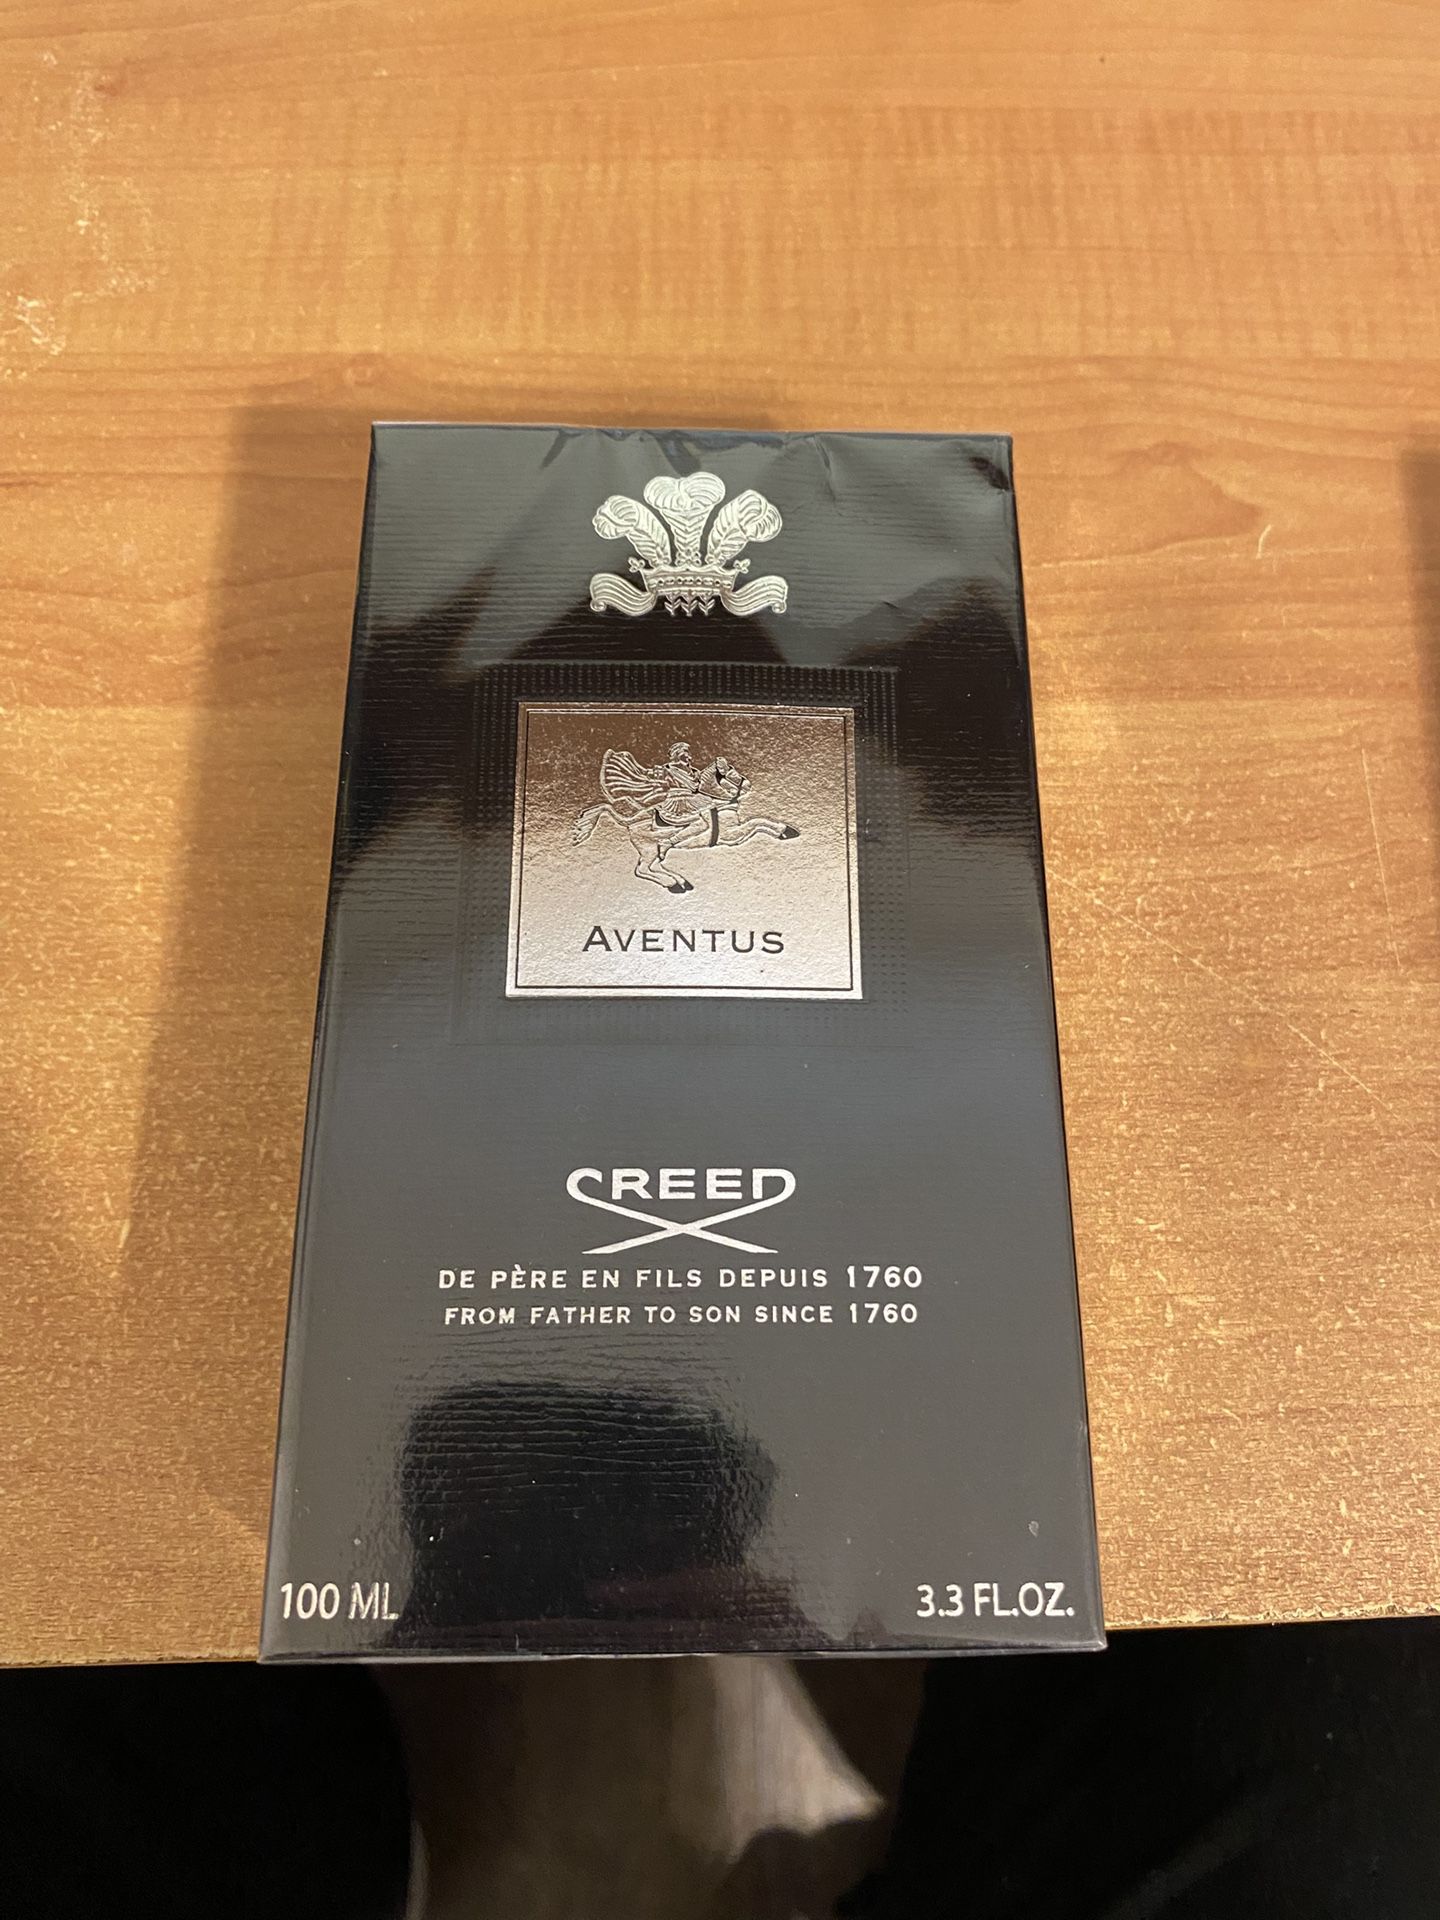 AVENTUS
CREED
DE PÈRE EN FILS DEPUIS 1760
FROM FATHER TO SON SINCE 1760
100 ML 3.3 FL.OZ.